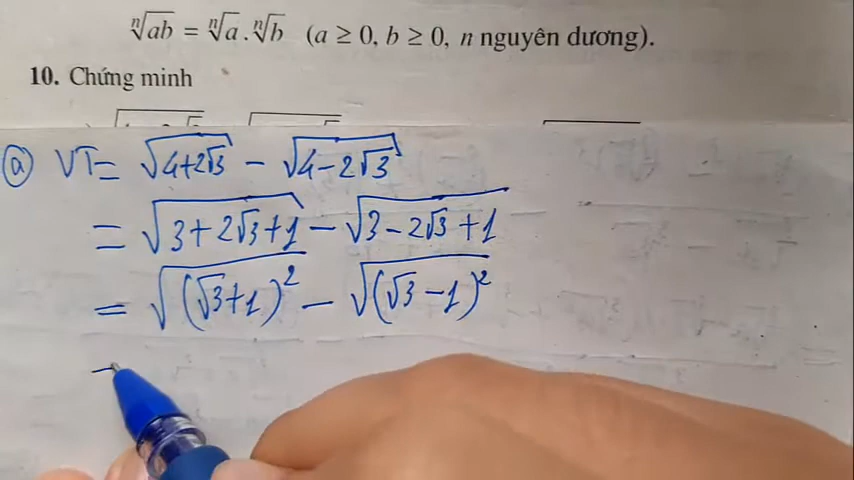 ⁿ√(ab) = ⁿ√a . ⁿ√b (a ≥ 0, b ≥ 0, n nguyên dương).
10. Chứng minh
ⓐ VT = √(4+2√3) − √(4−2√3)
= √(3+2√3+1) − √(3−2√3+1)
= √((√3+1)²) − √((√3−1)²)